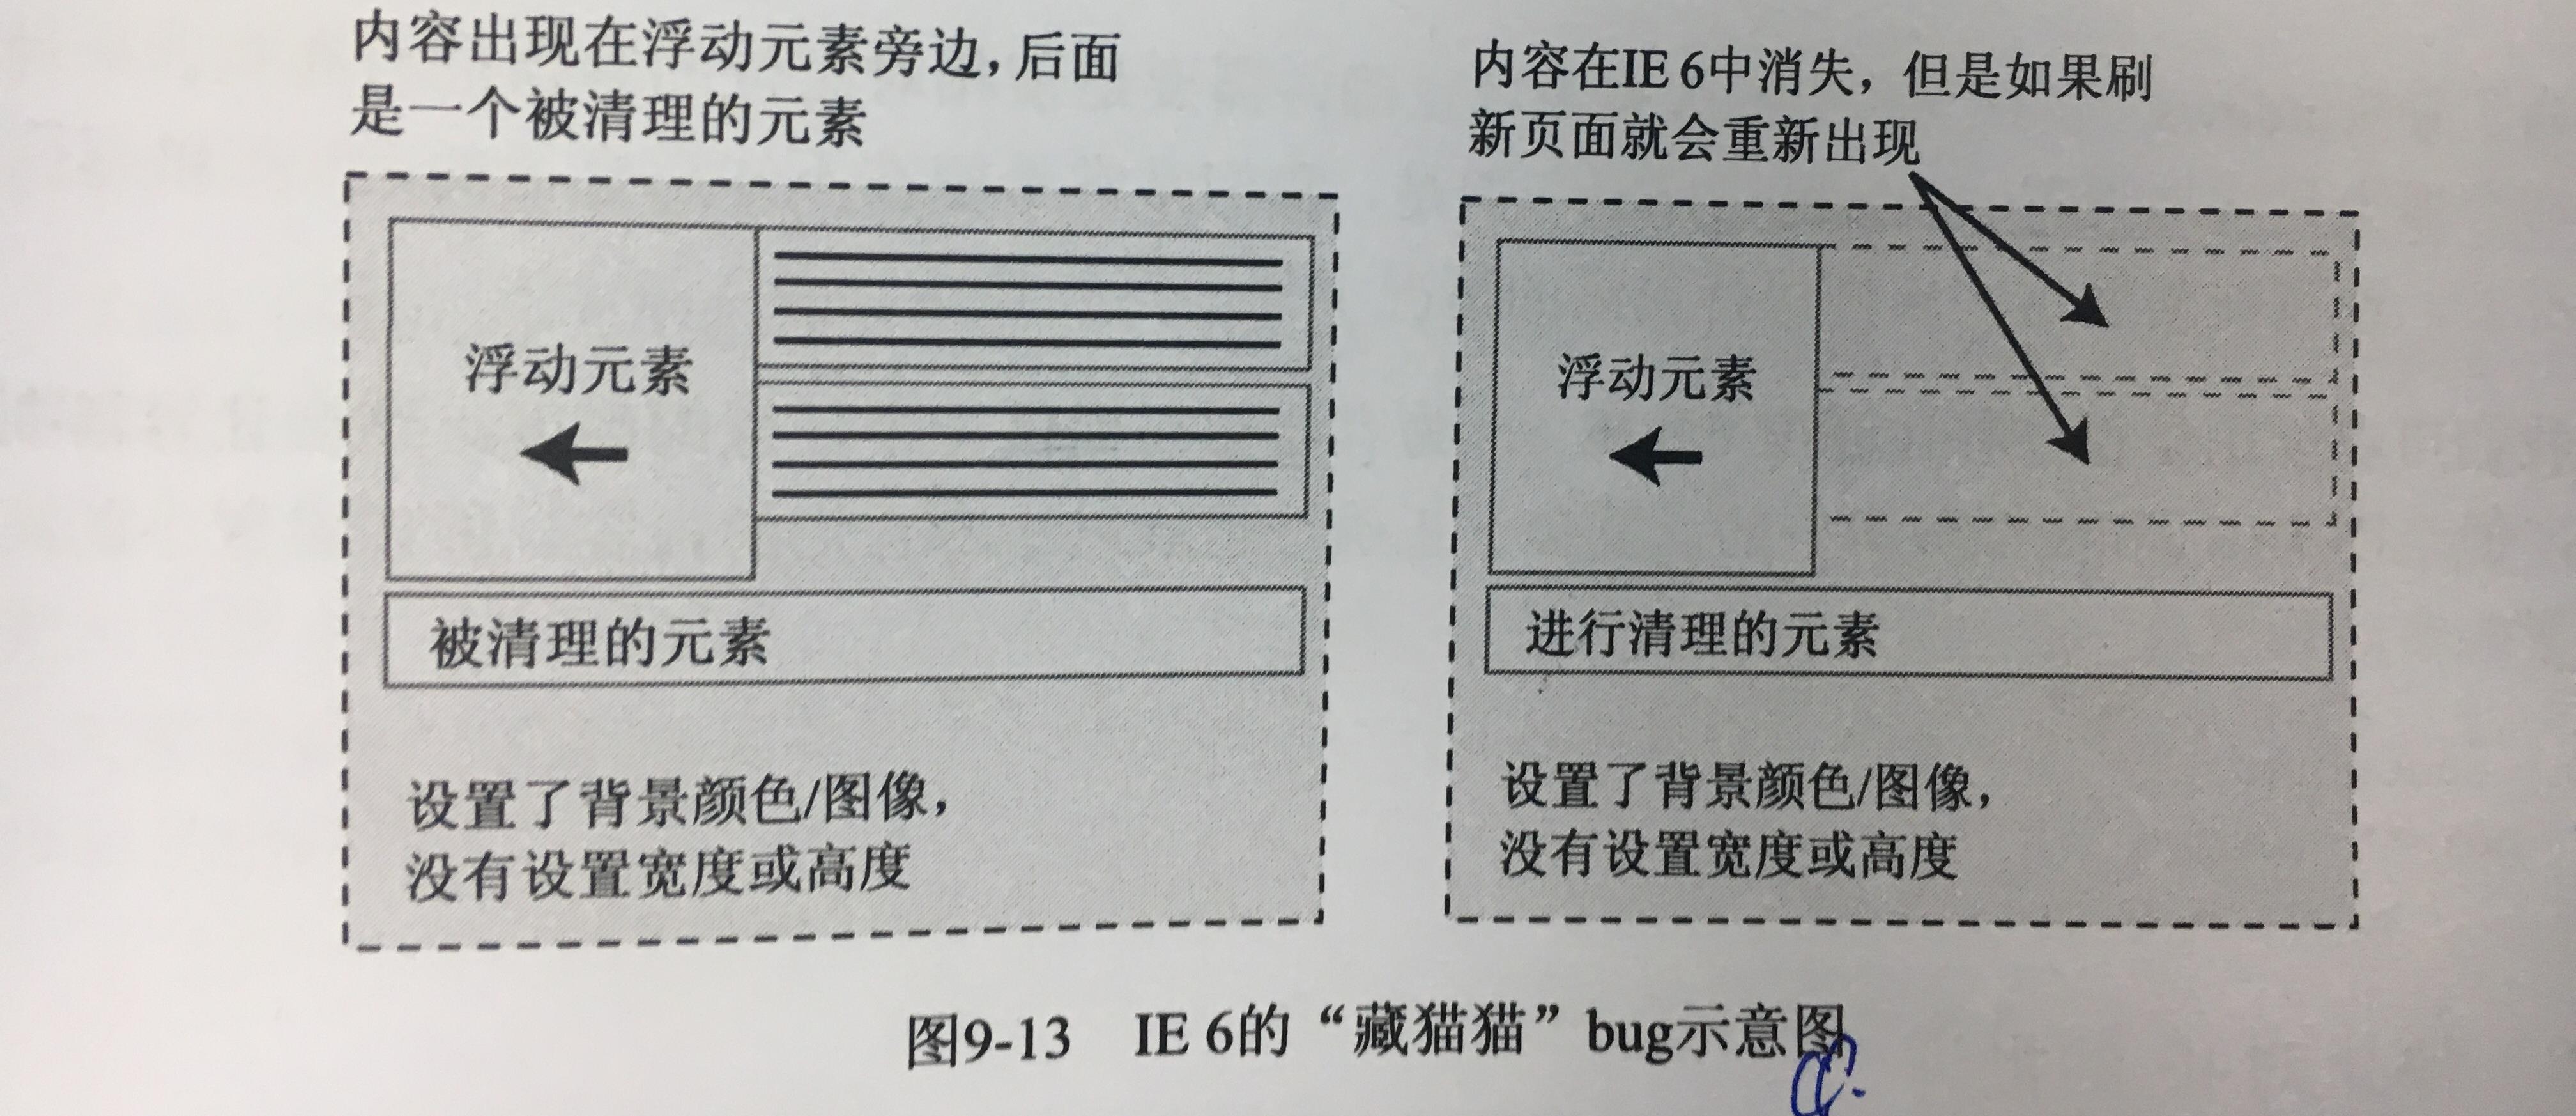 内容出现在浮动元素旁边，后面
是一个被清理的元素
浮动元素
被清理的元素
设置了背景颜色/图像，
没有设置宽度或高度
内容在IE 6中消失，但是如果刷
新页面就会重新出现
浮动元素
进行清理的元素
设置了背景颜色/图像，
没有设置宽度或高度
图9-13 IE 6的“藏猫猫”bug示意图